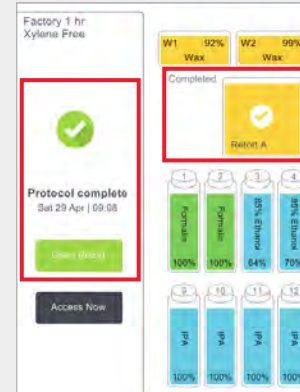 Factory 1 hr
Xylene Free
W1 92%
Wax
W2 99%
Wax
Completed
Retort A
Protocol complete
Sat 29 Apr | 09:08
Access Now
1
2
3
4
Formalin
Formalin
85% Ethanol
85% Ethanol
100%
100%
64%
70%
9
10
11
12
IPA
IPA
IPA
IPA
100%
100%
100%
100